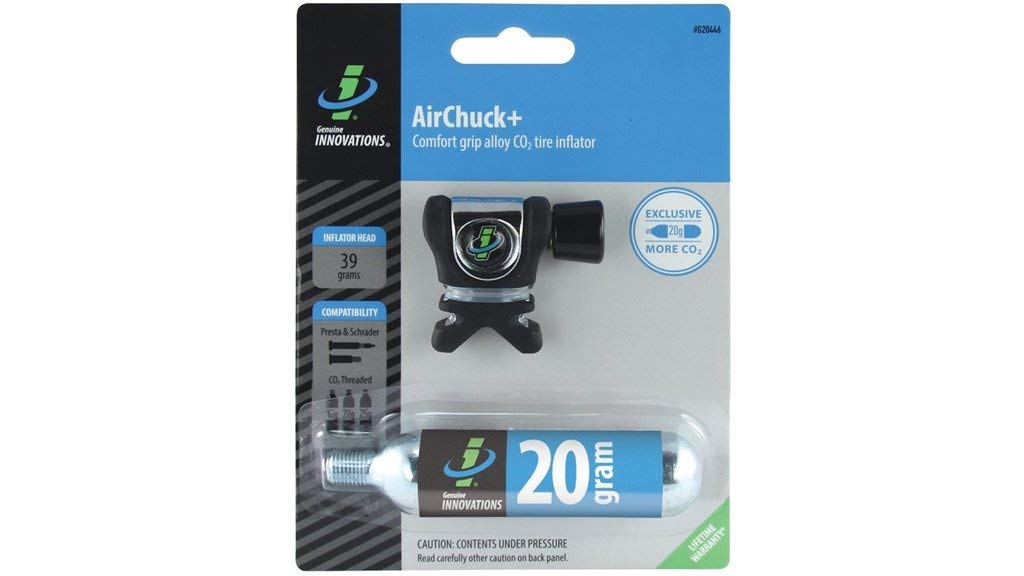 #G20446
Genuine
INNOVATIONS®
AirChuck+
Comfort grip alloy CO₂ tire inflator
EXCLUSIVE
20g
MORE CO₂
INFLATOR HEAD
39
grams
COMPATIBILITY
Presta & Schrader
CO₂ Threaded
20g
25g
Genuine
INNOVATIONS
20
gram
CAUTION: CONTENTS UNDER PRESSURE
Read carefully other caution on back panel.
LIFETIME
WARRANTY*